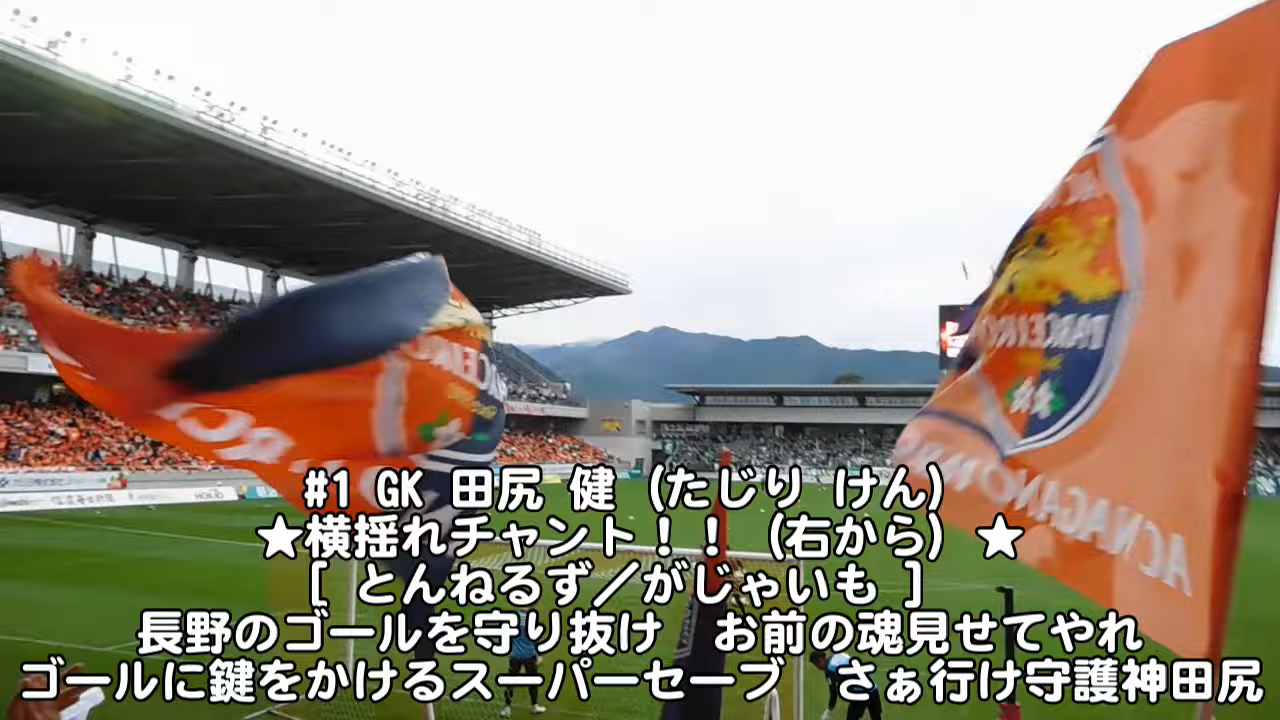 #1 GK 田尻 健 (たじり けん)
★横揺れチャント！！ (右から) ★
[ とんねるず／がじゃいも ]
長野のゴールを守り抜け　お前の魂見せてやれ
ゴールに鍵をかけるスーパーセーブ　さぁ行け守護神田尻
PARCEIRO
AC NAGANO